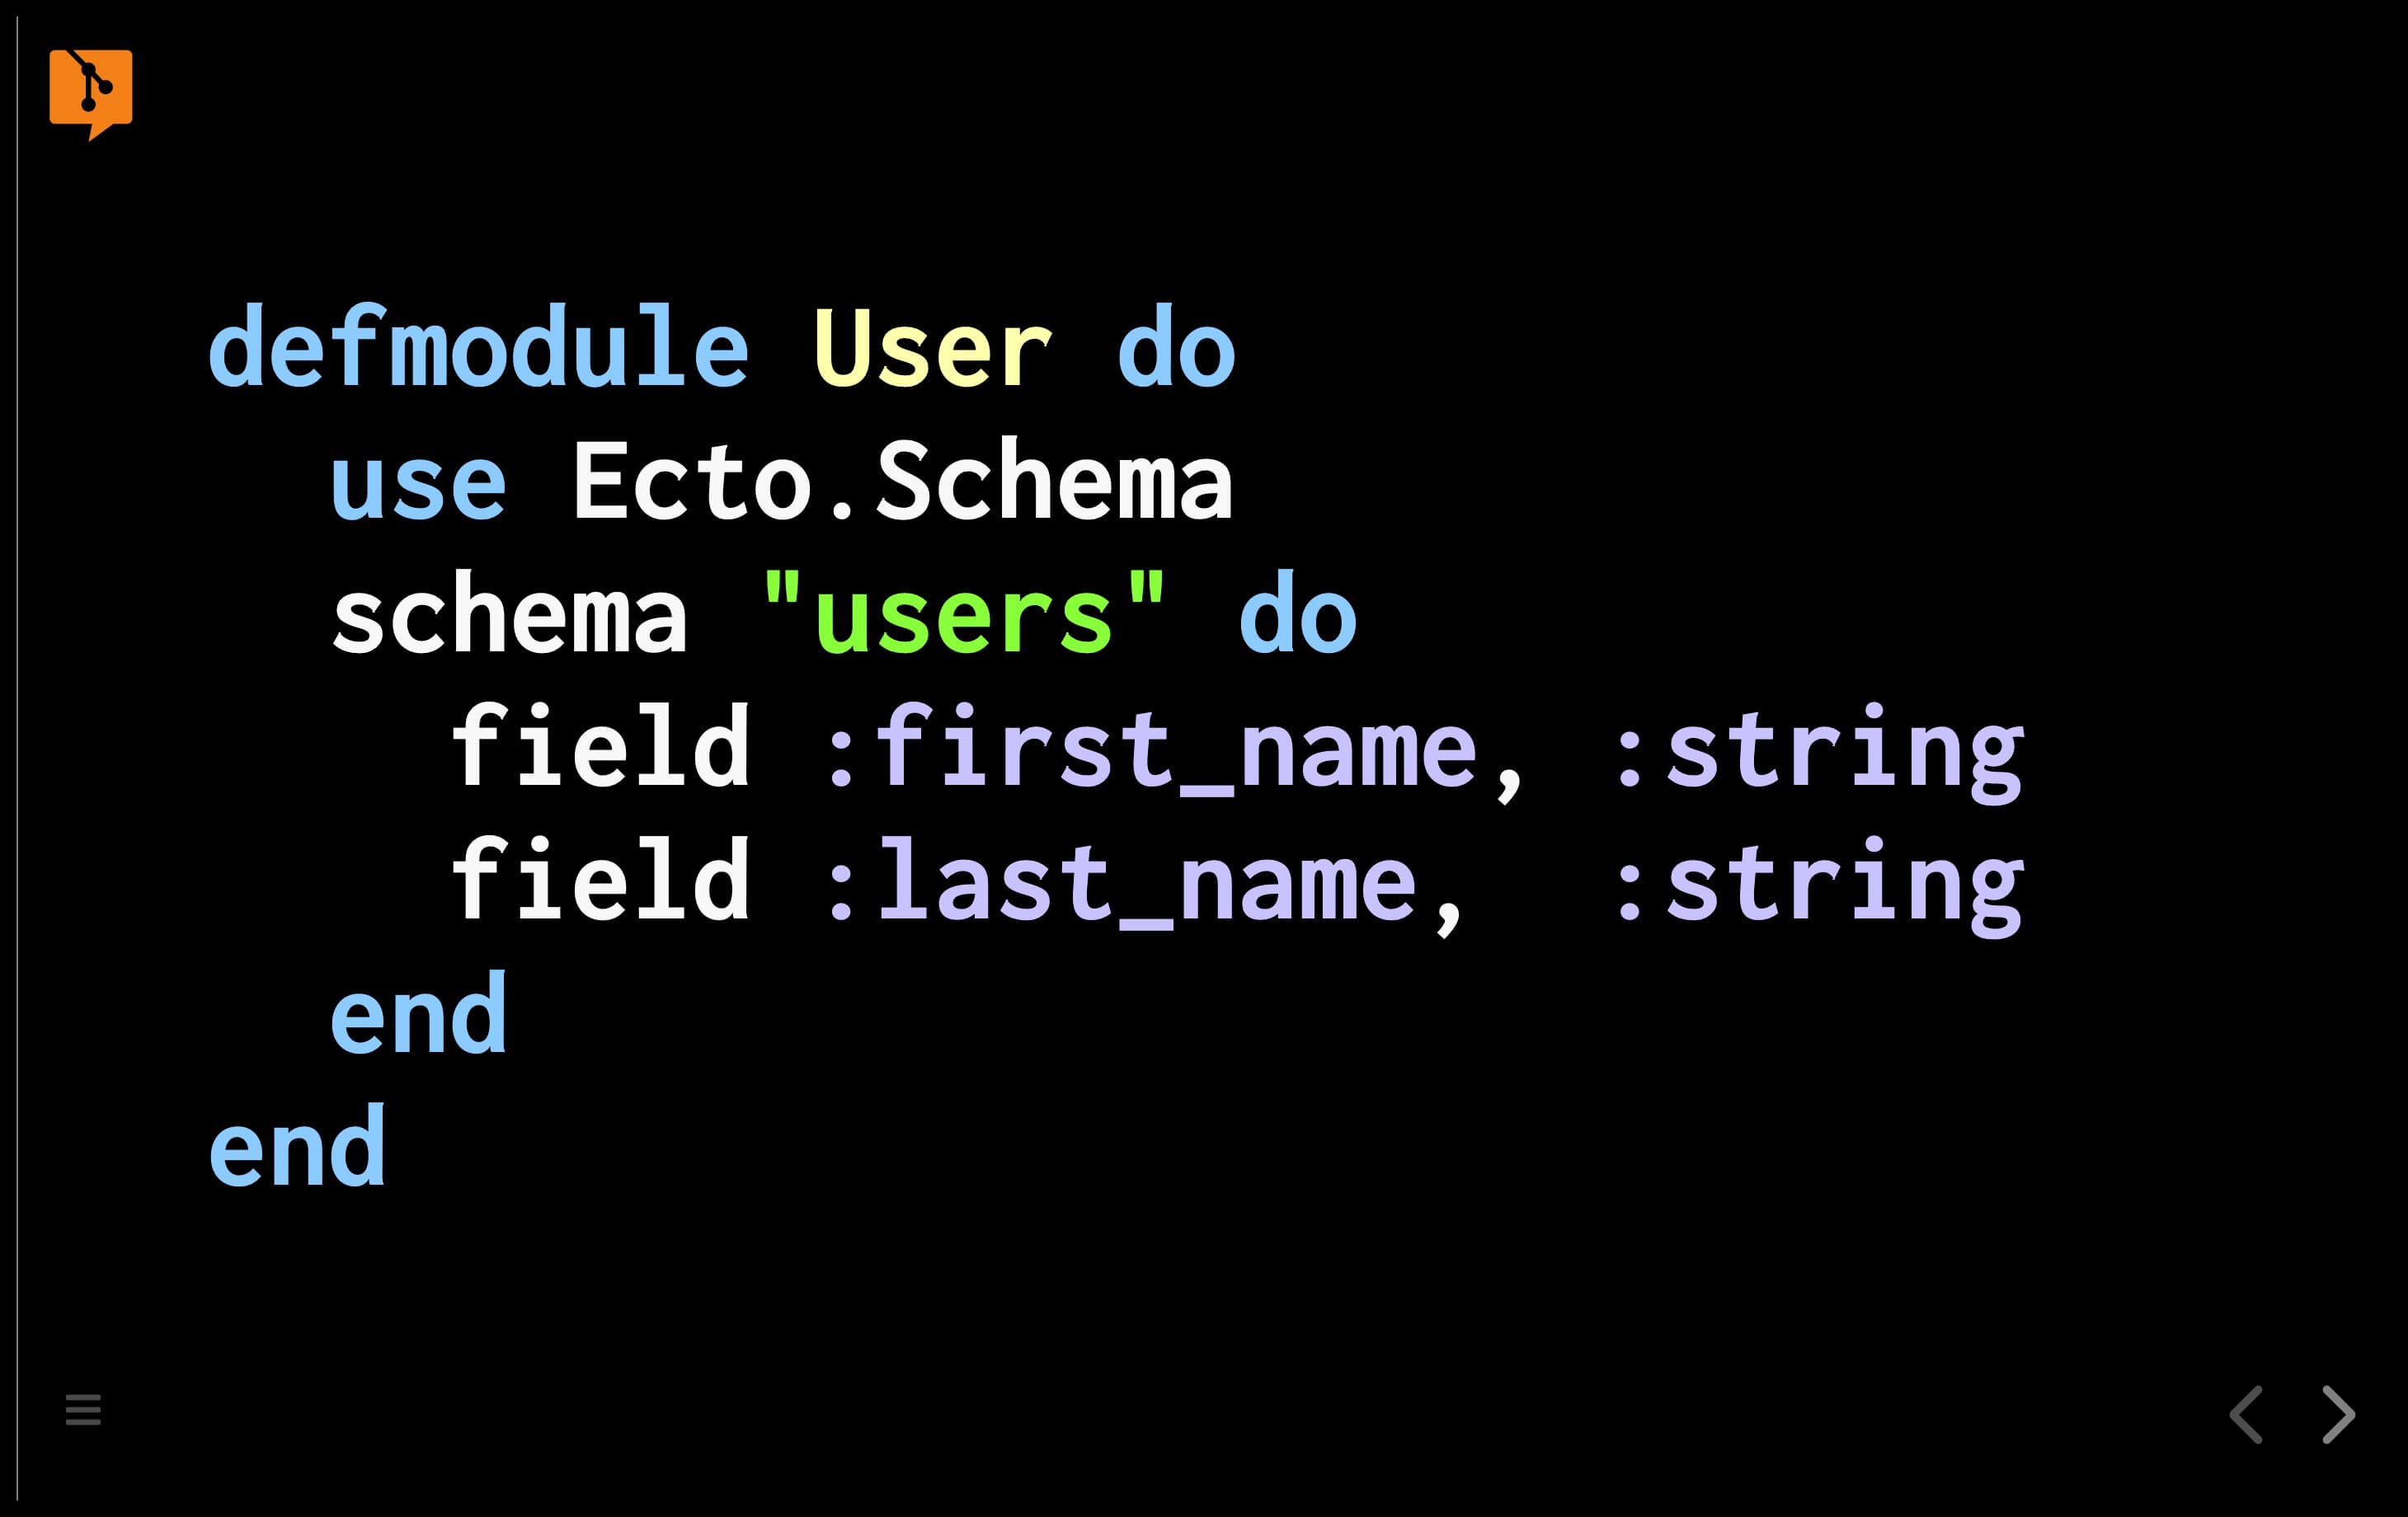 defmodule User do
  use Ecto.Schema
  schema "users" do
    field :first_name, :string
    field :last_name,  :string
  end
end